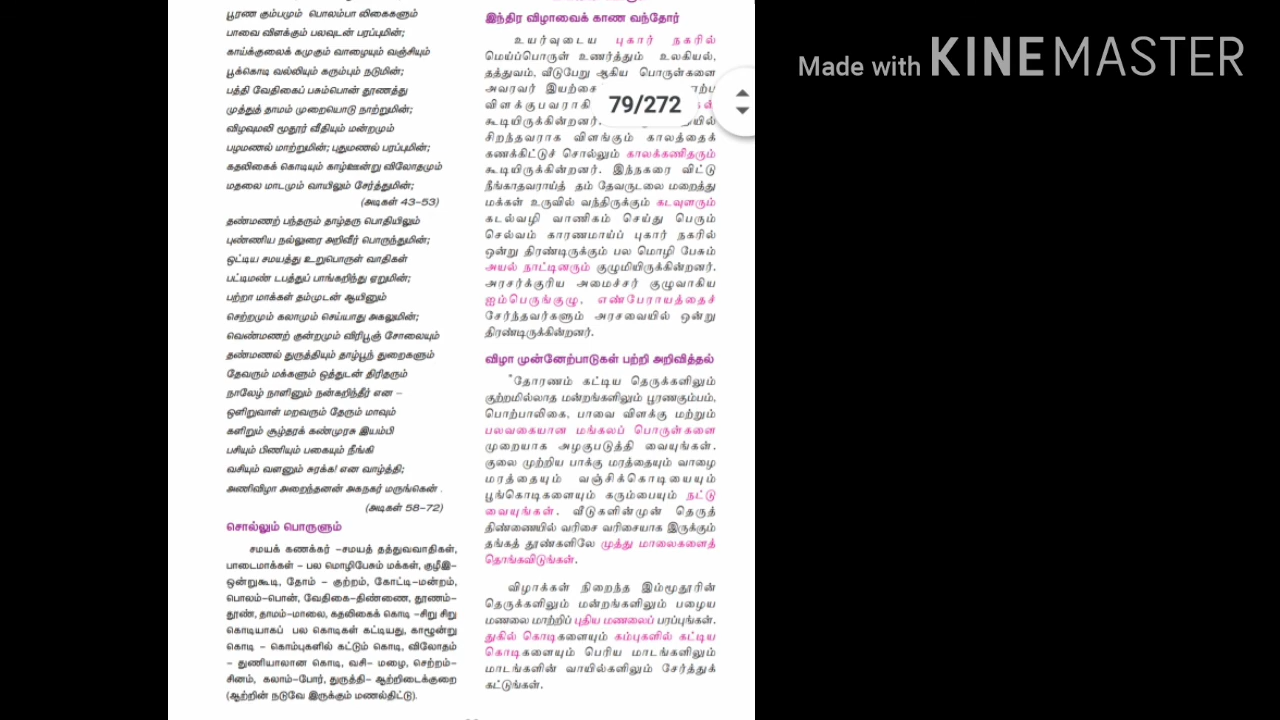 பூரண கும்பமும் பொலம்பா லிகைகளும்
பாவை விளக்கும் பலவுடன் பரப்புமின்;
காய்க்குலைக் கமுகும் வாழையும் வஞ்சியும்
பூக்கொடி வல்லியும் கரும்பும் நடுமின்;
பத்தி வேதிகைப் பசும்பொன் தூணத்து
முத்துத் தாமம் முறையொடு நாற்றுமின்;
விழவுமலி மூதூர் வீதியும் மன்றமும்
பழமணல் மாற்றுமின்; புதுமணல் பரப்புமின்;
கதலிகைக் கொடியும் காழ்ஊன்று விலோதமும்
மதலை மாடமும் வாயிலும் சேர்த்துமின்;
(அடிகள் 43-53)
தண்மணற் பந்தரும் தாழ்தரு பொதியிலும்
புண்ணிய நல்லுரை அறிவீர் பொருந்துமின்;
ஒட்டிய சமயத்து உறுபொருள் வாதிகள்
பட்டிமண் டபத்துப் பாங்கறிந்து ஏறுமின்;
பற்றா மாக்கள் தம்முடன் ஆயினும்
செற்றமும் கலாமும் செய்யாது அகலுமின்;
வெண்மணற் குன்றமும் விரிபூஞ் சோலையும்
தண்மணல் துருத்தியும் தாழ்பூந் துறைகளும்
தேவரும் மக்களும் ஒத்துடன் திரிதரும்
நாலேழ் நாளினும் நன்கறிந்தீர் என –
ஒளிறுவாள் மறவரும் தேரும் மாவும்
களிறும் சூழ்தரக் கண்முரசு இயம்பி
பசியும் பிணியும் பகையும் நீங்கி
வசியும் வளனும் சுரக்க! என வாழ்த்தி;
அணிவிழா அறைந்தனன் அகநகர் மருங்கென் .
(அடிகள் 58-72)
சொல்லும் பொருளும்
சமயக் கணக்கர் –சமயத் தத்துவவாதிகள்,
பாடைமாக்கள் – பல மொழிபேசும் மக்கள், குழீஇ–
ஒன்றுகூடி, தோம் – குற்றம், கோட்டி–மன்றம்,
பொலம்–பொன், வேதிகை–திண்ணை, தூணம்–
தூண், தாமம்–மாலை, கதலிகைக் கொடி –சிறு சிறு
கொடியாகப் பல கொடிகள் கட்டியது, காழூன்று
கொடி – கொம்புகளில் கட்டும் கொடி, விலோதம்
– துணியாலான கொடி, வசி– மழை, செற்றம்–
சினம், கலாம்–போர், துருத்தி– ஆற்றிடைக்குறை
(ஆற்றின் நடுவே இருக்கும் மணல்திட்டு).
இந்திர விழாவைக் காண வந்தோர்
உயர்வுடைய புகார் நகரில்
மெய்ப்பொருள் உணர்த்தும் உலகியல்,
தத்துவம், வீடுபேறு ஆகிய பொருள்களை
அவரவர்
விளக்குபவராகி
79/272
கூடியிருக்கின்றனர்.
சிறந்தவராக விளங்கும் காலத்தைக்
கணக்கிட்டுச் சொல்லும் காலக்கணிதரும்
கூடியிருக்கின்றனர். இந்நகரை விட்டு
நீங்காதவராய்த் தம் தேவருடலை மறைத்து
மக்கள் உருவில் வந்திருக்கும் கடவுளரும்
கடல்வழி வாணிகம் செய்து பெரும்
செல்வம் காரணமாய்ப் புகார் நகரில்
ஒன்று திரண்டிருக்கும் பல மொழி பேசும்
அயல் நாட்டினரும் குழுமியிருக்கின்றனர்.
அரசர்க்குரிய அமைச்சர் குழுவாகிய
ஐம்பெருங்குழு, எண்பேராயத்தைச்
சேர்ந்தவர்களும் அரசவையில் ஒன்று
திரண்டிருக்கின்றனர்.
விழா முன்னேற்பாடுகள் பற்றி அறிவித்தல்
"தோரணம் கட்டிய தெருக்களிலும்
குற்றமில்லாத மன்றங்களிலும் பூரணகும்பம்,
பொற்பாலிகை, பாவை விளக்கு மற்றும்
பலவகையான மங்கலப் பொருள்களை
முறையாக அழகுபடுத்தி வையுங்கள்.
குலை முற்றிய பாக்கு மரத்தையும் வாழை
மரத்தையும் வஞ்சிக்கொடியையும்
பூங்கொடிகளையும் கரும்பையும் நட்டு
வையுங்கள். வீடுகளின்முன் தெருத்
திண்ணையில் வரிசை வரிசையாக இருக்கும்
தங்கத் தூண்களிலே முத்து மாலைகளைத்
தொங்கவிடுங்கள்.
விழாக்கள் நிறைந்த இம்மூதூரின்
தெருக்களிலும் மன்றங்களிலும் பழைய
மணலை மாற்றிப் புதிய மணலைப் பரப்புங்கள்.
துகில் கொடிகளையும் கம்புகளில் கட்டிய
கொடிகளையும் பெரிய மாடங்களிலும்
மாடங்களின் வாயில்களிலும் சேர்த்துக்
கட்டுங்கள்.
Made with KINEMASTER